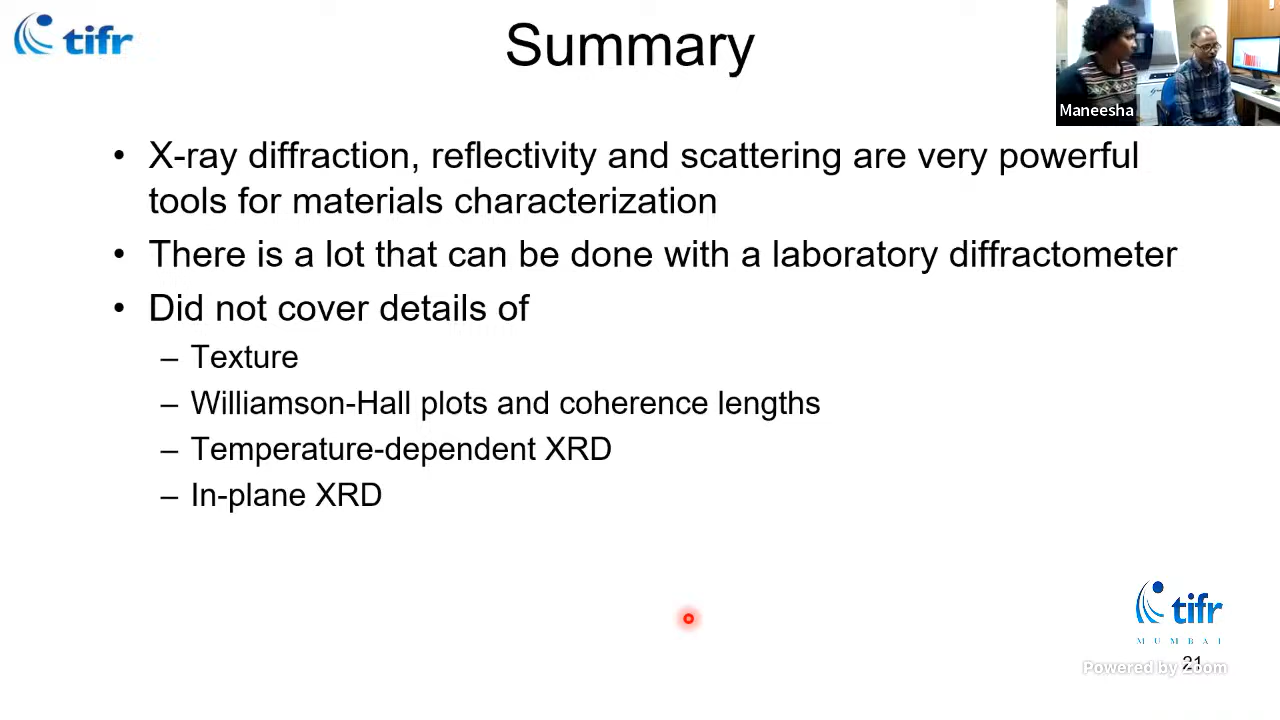 tifr
Summary
Maneesha
• X-ray diffraction, reflectivity and scattering are very powerful
tools for materials characterization
• There is a lot that can be done with a laboratory diffractometer
• Did not cover details of
– Texture
– Williamson-Hall plots and coherence lengths
– Temperature-dependent XRD
– In-plane XRD
tifr
MUMBAI
21
Powered by Zoom